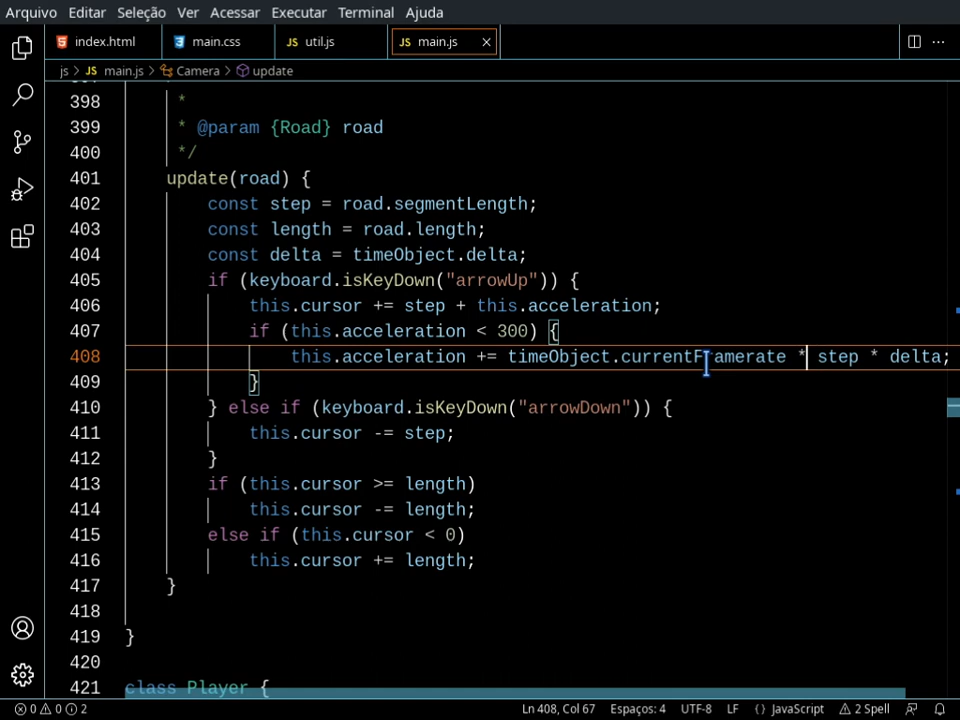 Arquivo Editar Seleção Ver Acessar Executar Terminal Ajuda
index.html main.css util.js JS main.js
js > JS main.js > Camera > update
398 *
399 * @param {Road} road
400 */
401 update(road) {
402 const step = road.segmentLength;
403 const length = road.length;
404 const delta = timeObject.delta;
405 if (keyboard.isKeyDown("arrowUp")) {
406 this.cursor += step + this.acceleration;
407 if (this.acceleration < 300) {
408 this.acceleration += timeObject.currentFramerate * step * delta;
409 }
410 } else if (keyboard.isKeyDown("arrowDown")) {
411 this.cursor -= step;
412 }
413 if (this.cursor >= length)
414 this.cursor -= length;
415 else if (this.cursor < 0)
416 this.cursor += length;
417 }
418
419 }
420
421 class Player {
0 0 2 Ln 408, Col 67 Espaços: 4 UTF-8 LF {} JavaScript 2 Spell